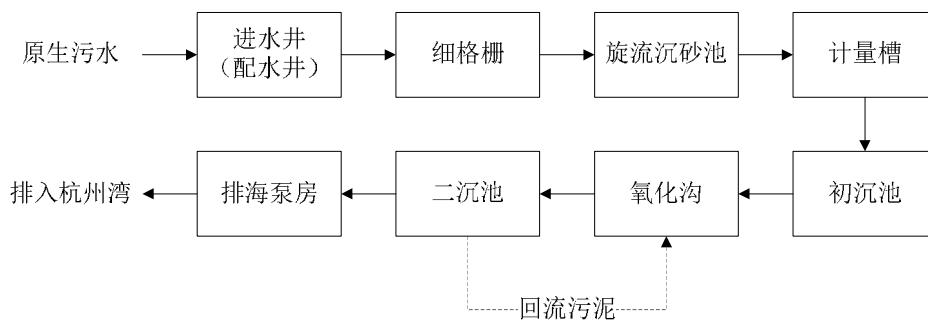 原生污水
进水井
（配水井）
细格栅
旋流沉砂池
计量槽
排入杭州湾
排海泵房
二沉池
氧化沟
初沉池
回流污泥